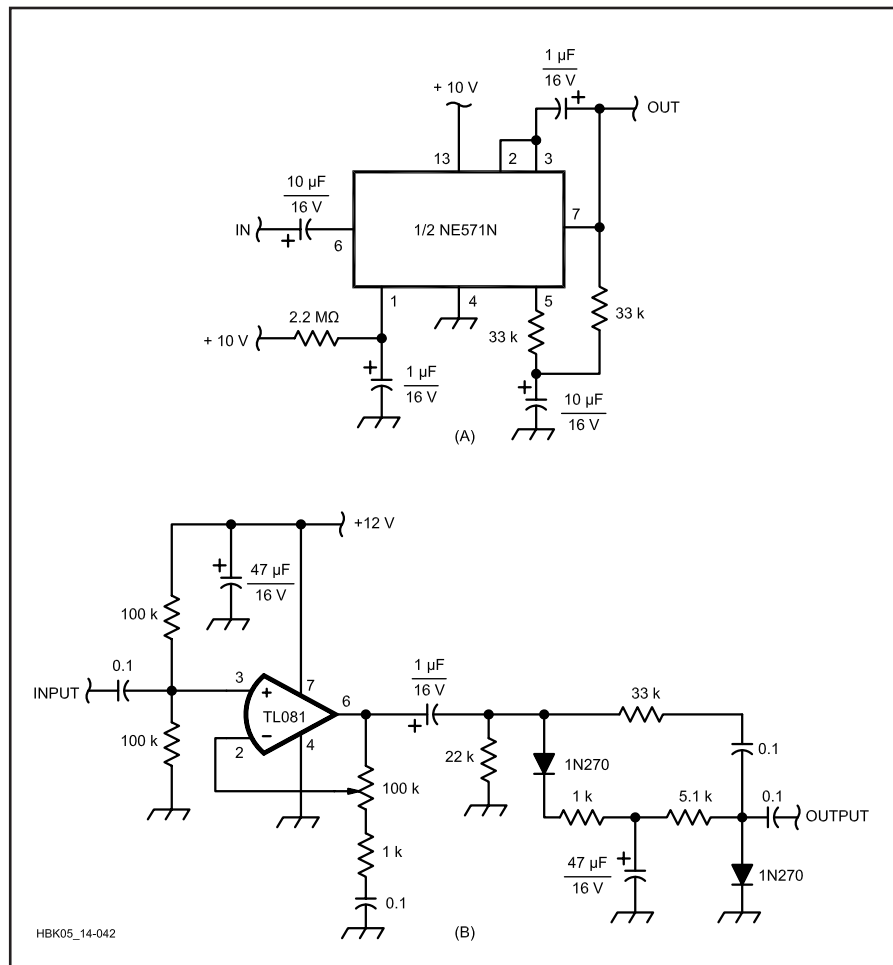 1 µF
16 V
+ 10 V
OUT
13
2
3
10 µF
16 V
IN
6
1/2 NE571N
7
1
4
5
33 k
33 k
2.2 MΩ
+ 10 V
1 µF
16 V
10 µF
16 V
(A)
+12 V
47 µF
16 V
100 k
0.1
INPUT
3
7
6
TL081
2
4
100 k
1 µF
16 V
33 k
22 k
1N270
0.1
100 k
1 k
5.1 k
0.1
OUTPUT
1 k
47 µF
16 V
1N270
0.1
HBK05_14-042
(B)